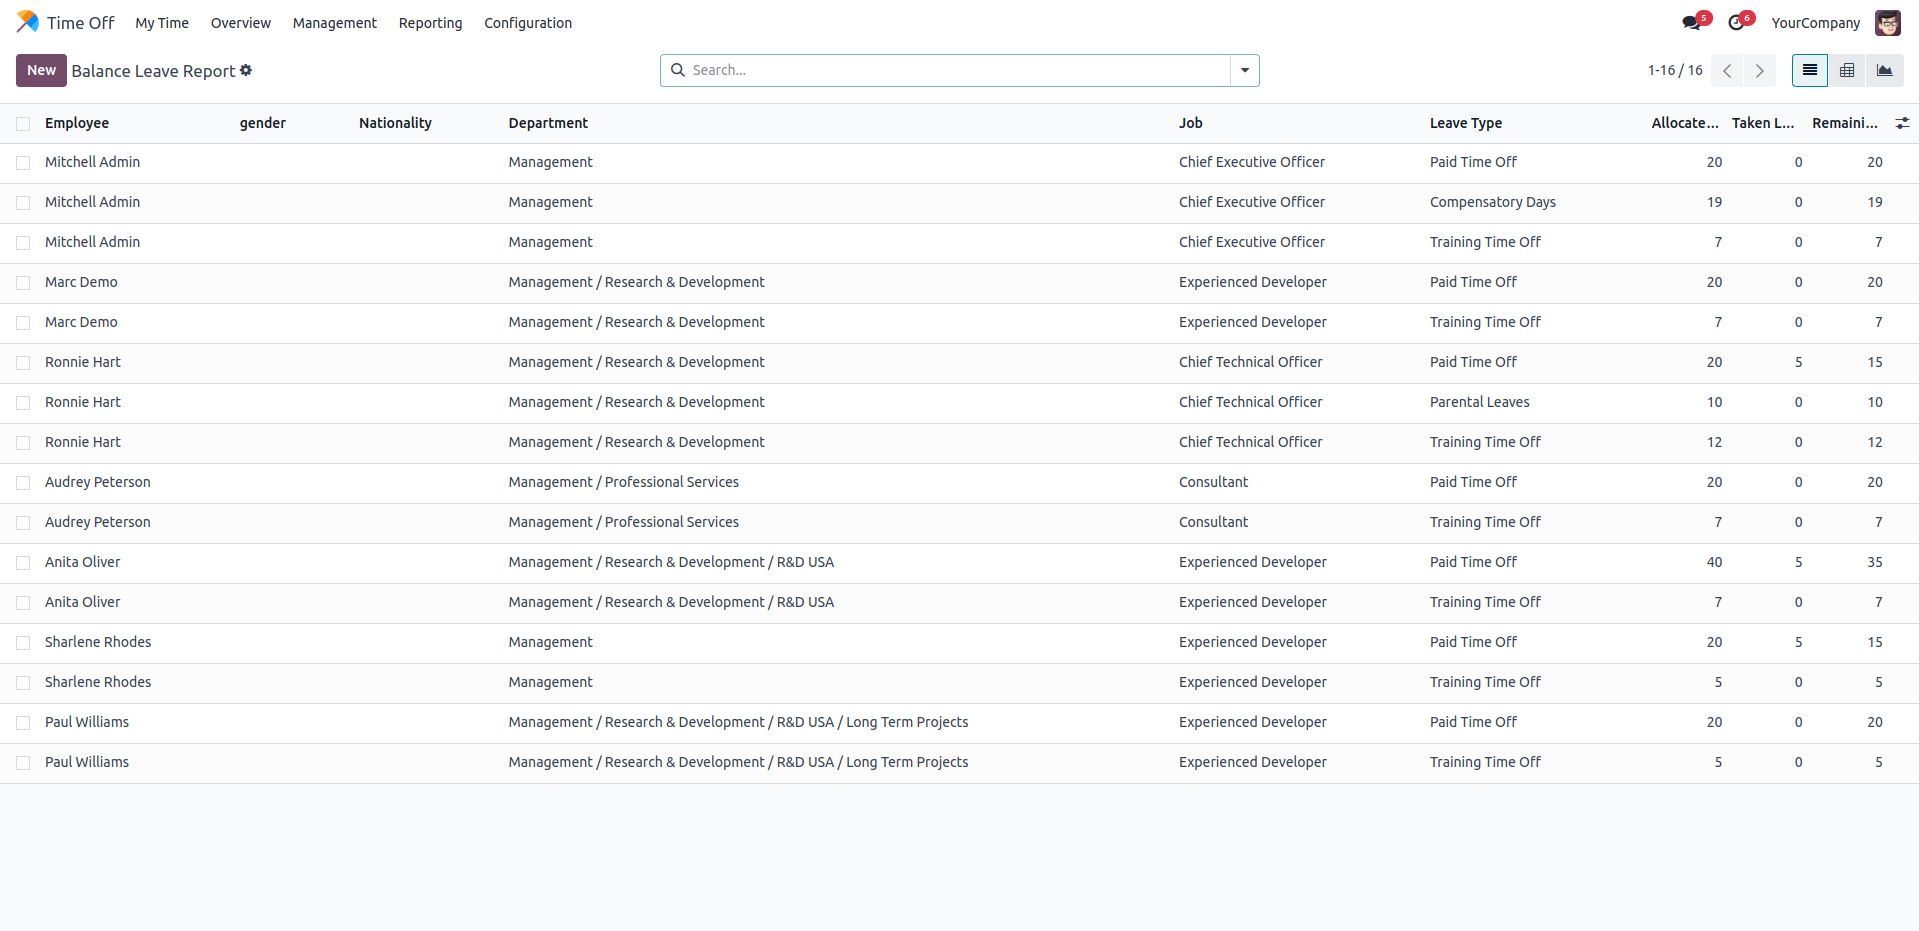 Time Off My Time Overview Management Reporting Configuration 5 6 YourCompany
New Balance Leave Report Search... 1-16 / 16
Employee gender Nationality Department Job Leave Type Allocate... Taken L... Remaini...
Mitchell Admin Management Chief Executive Officer Paid Time Off 20 0 20
Mitchell Admin Management Chief Executive Officer Compensatory Days 19 0 19
Mitchell Admin Management Chief Executive Officer Training Time Off 7 0 7
Marc Demo Management / Research & Development Experienced Developer Paid Time Off 20 0 20
Marc Demo Management / Research & Development Experienced Developer Training Time Off 7 0 7
Ronnie Hart Management / Research & Development Chief Technical Officer Paid Time Off 20 5 15
Ronnie Hart Management / Research & Development Chief Technical Officer Parental Leaves 10 0 10
Ronnie Hart Management / Research & Development Chief Technical Officer Training Time Off 12 0 12
Audrey Peterson Management / Professional Services Consultant Paid Time Off 20 0 20
Audrey Peterson Management / Professional Services Consultant Training Time Off 7 0 7
Anita Oliver Management / Research & Development / R&D USA Experienced Developer Paid Time Off 40 5 35
Anita Oliver Management / Research & Development / R&D USA Experienced Developer Training Time Off 7 0 7
Sharlene Rhodes Management Experienced Developer Paid Time Off 20 5 15
Sharlene Rhodes Management Experienced Developer Training Time Off 5 0 5
Paul Williams Management / Research & Development / R&D USA / Long Term Projects Experienced Developer Paid Time Off 20 0 20
Paul Williams Management / Research & Development / R&D USA / Long Term Projects Experienced Developer Training Time Off 5 0 5